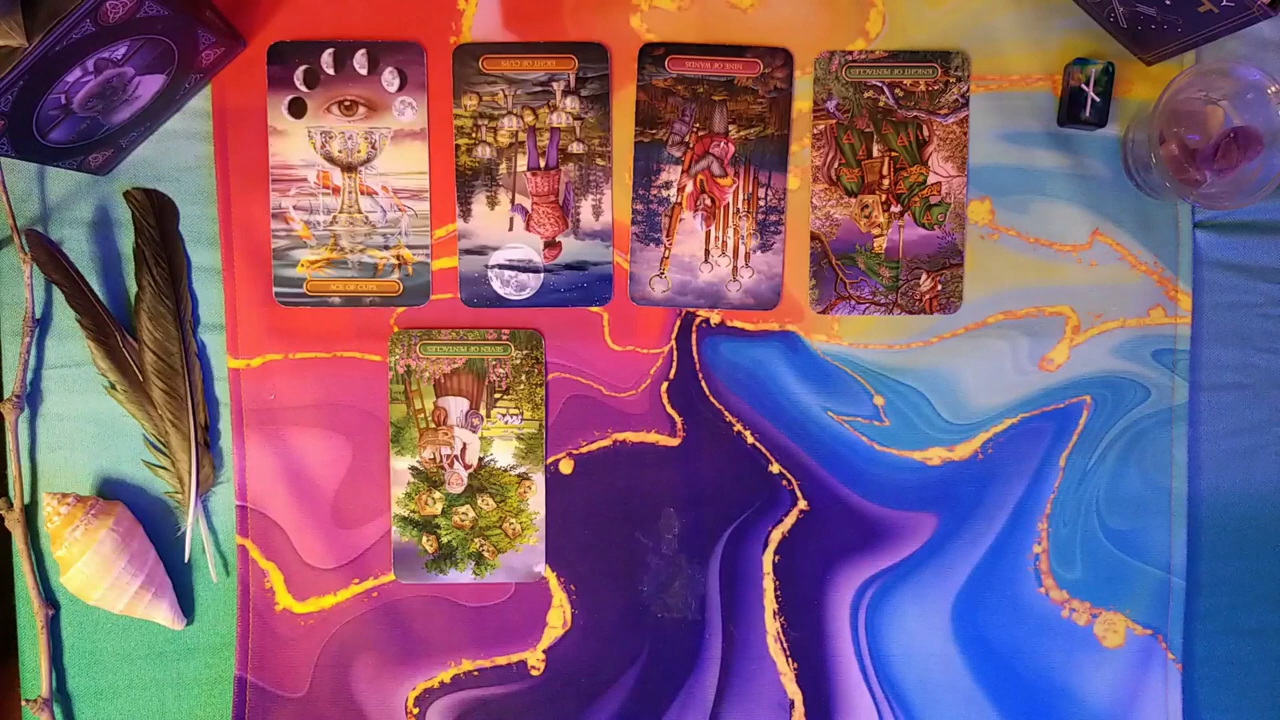 EIGHT OF CUPS
NINE OF WANDS
KNIGHT OF PENTACLES
ACE OF CUPS
SEVEN OF PENTACLES